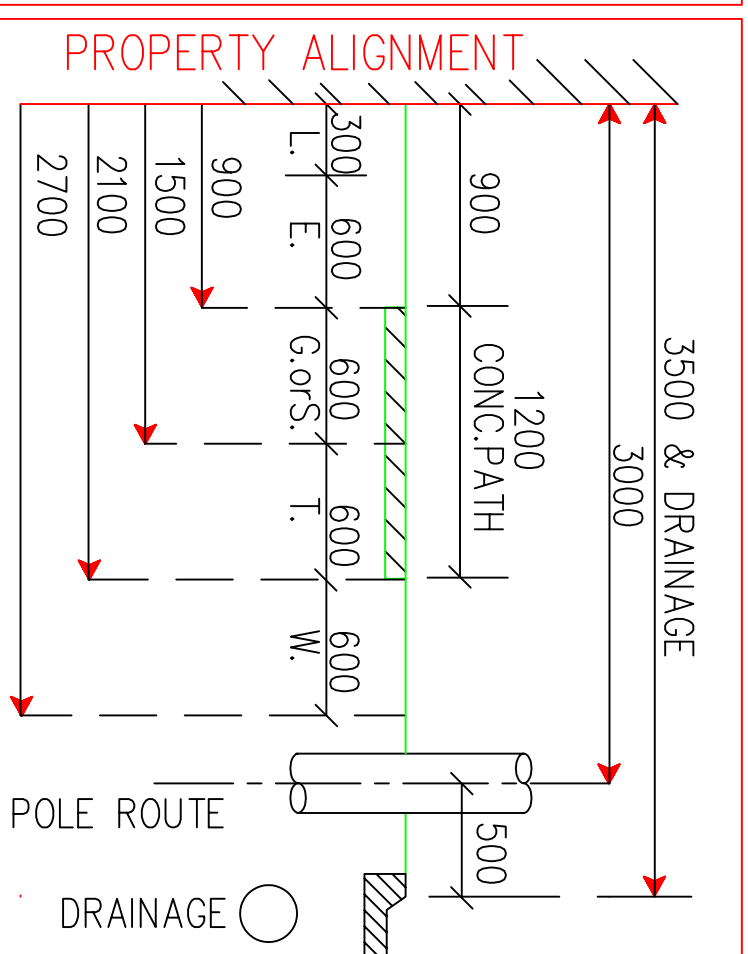 PROPERTY ALIGNMENT
300
L.
600
E.
600
G.orS.
600
T.
600
W.
900
1500
2100
2700
900
1200
CONC.PATH
3000
3500 & DRAINAGE
500
POLE ROUTE
DRAINAGE